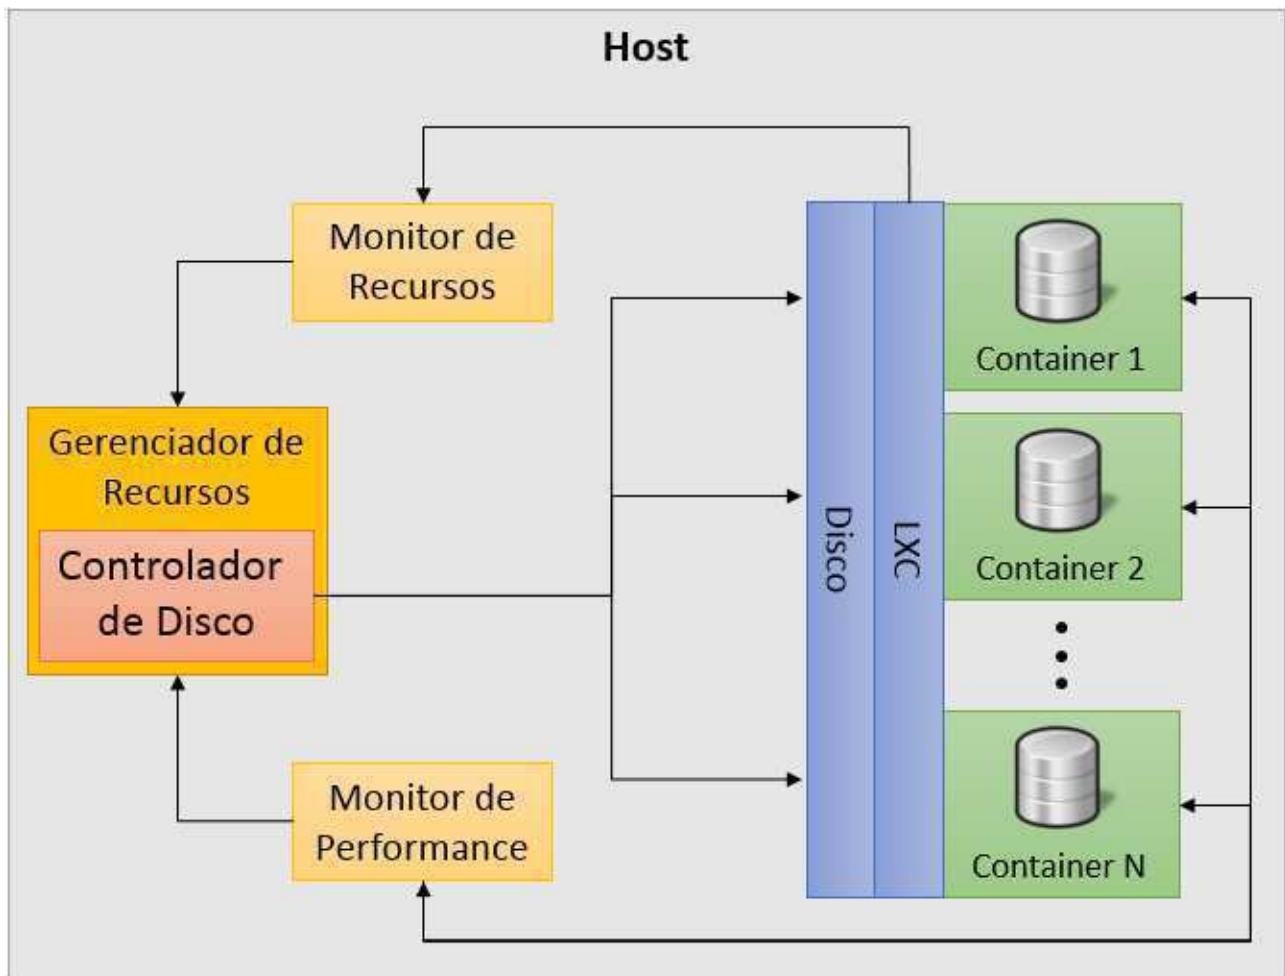 Host
Monitor de
Recursos
Gerenciador de
Recursos
Controlador
de Disco
Monitor de
Performance
Disco
LXC
Container 1
Container 2
Container N